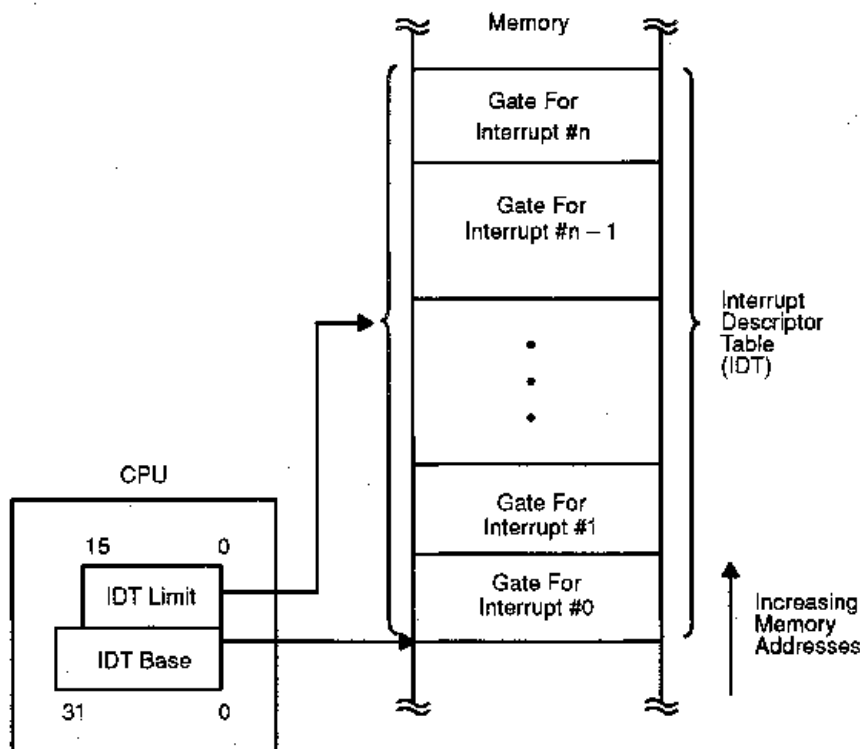 Memory
Gate For
Interrupt #n
Gate For
Interrupt #n – 1
Interrupt
Descriptor
Table
(IDT)
CPU
Gate For
Interrupt #1
15 0
IDT Limit
Gate For
Interrupt #0
Increasing
Memory
Addresses
IDT Base
31 0